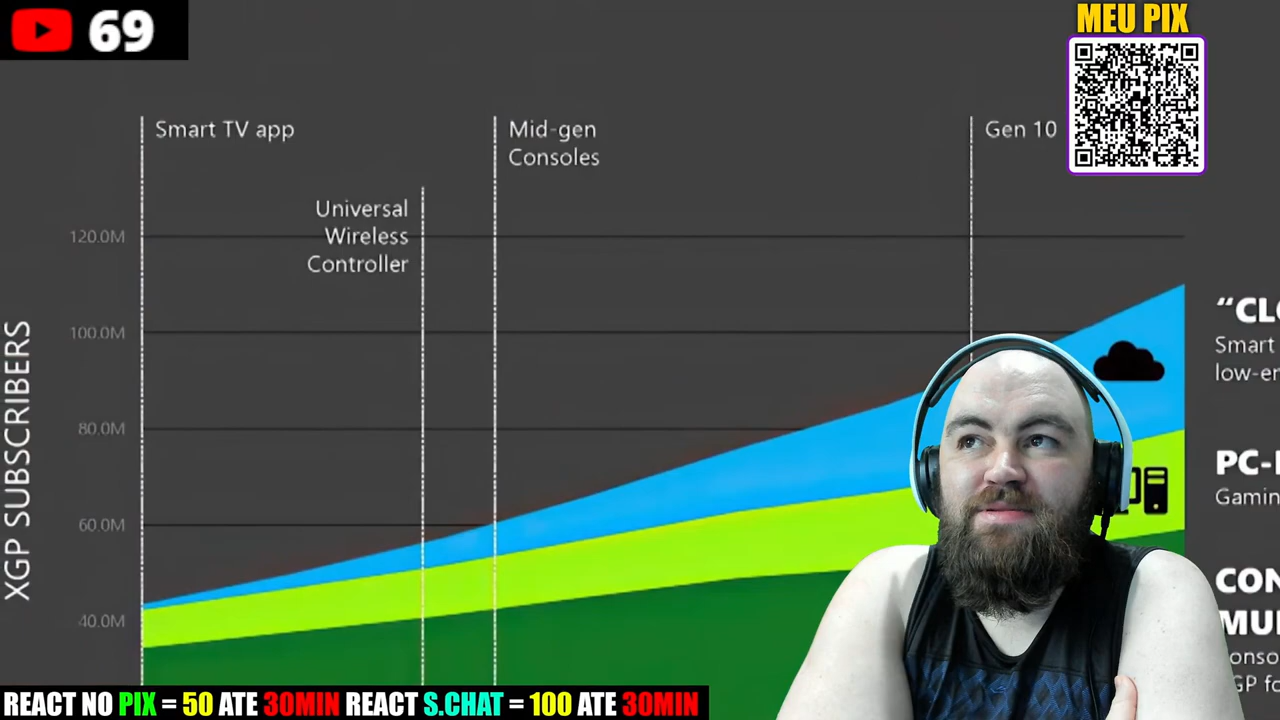 69
MEU PIX
Smart TV app
Mid-gen
Consoles
Gen 10
Universal
Wireless
Controller
120.0M
100.0M
80.0M
60.0M
40.0M
XGP SUBSCRIBERS
Smart
REACT NO PIX = 50 ATE 30MIN REACT S.CHAT = 100 ATE 30MIN